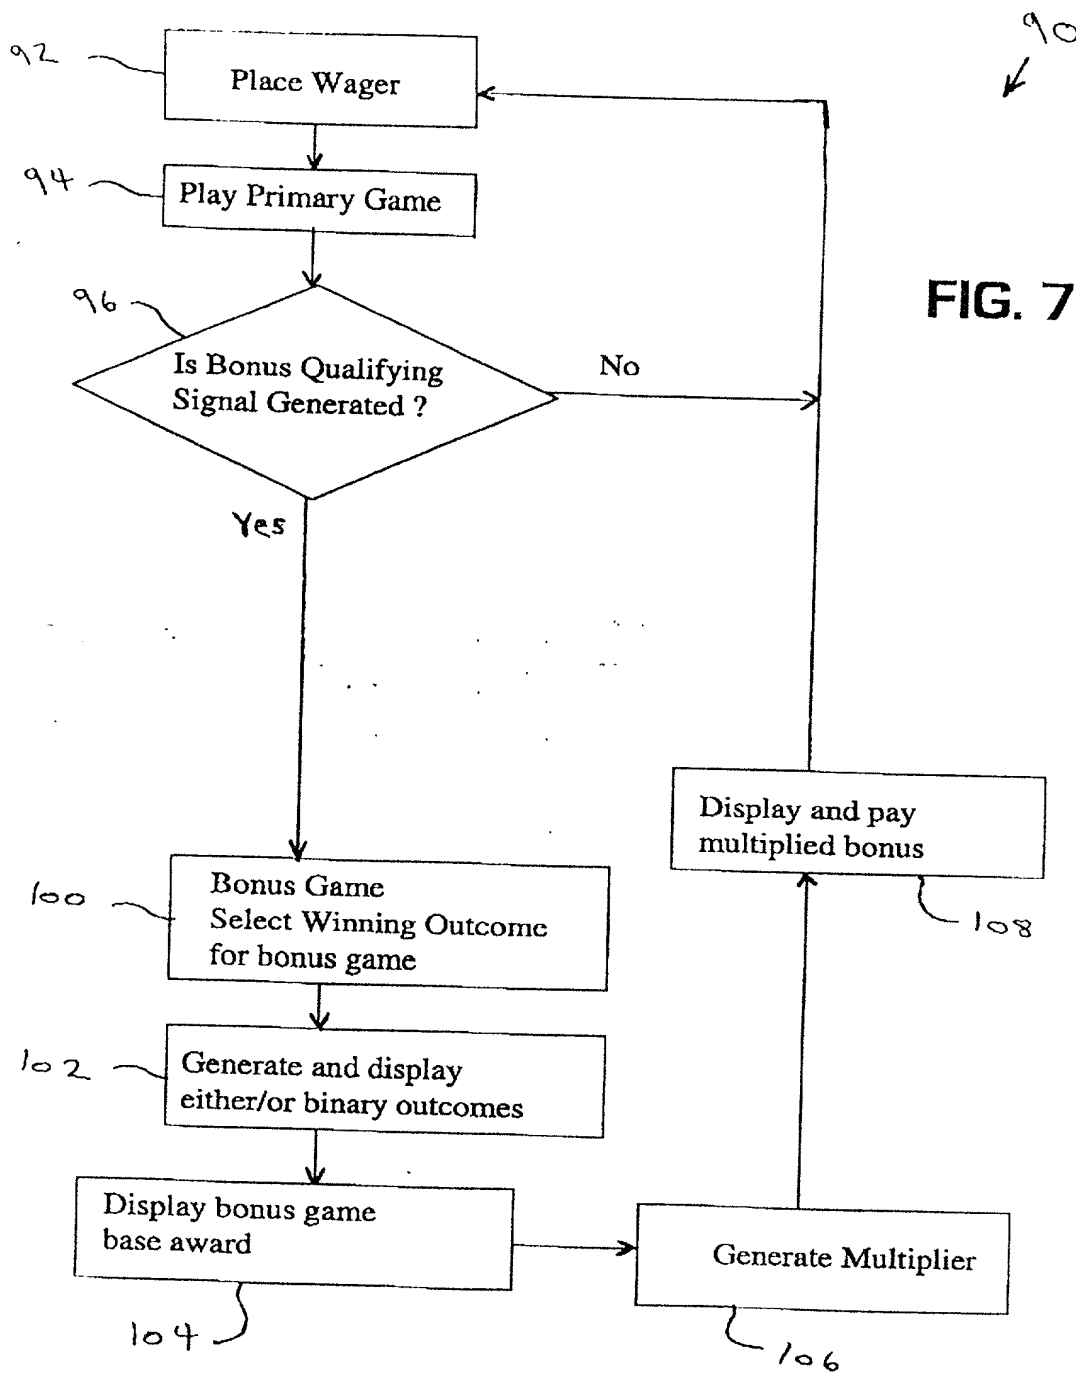 90
92
Place Wager
94
Play Primary Game
FIG. 7
96
Is Bonus Qualifying
Signal Generated ?
No
Yes
Display and pay
multiplied bonus
108
100
Bonus Game
Select Winning Outcome
for bonus game
102
Generate and display
either/or binary outcomes
Display bonus game
base award
104
Generate Multiplier
106